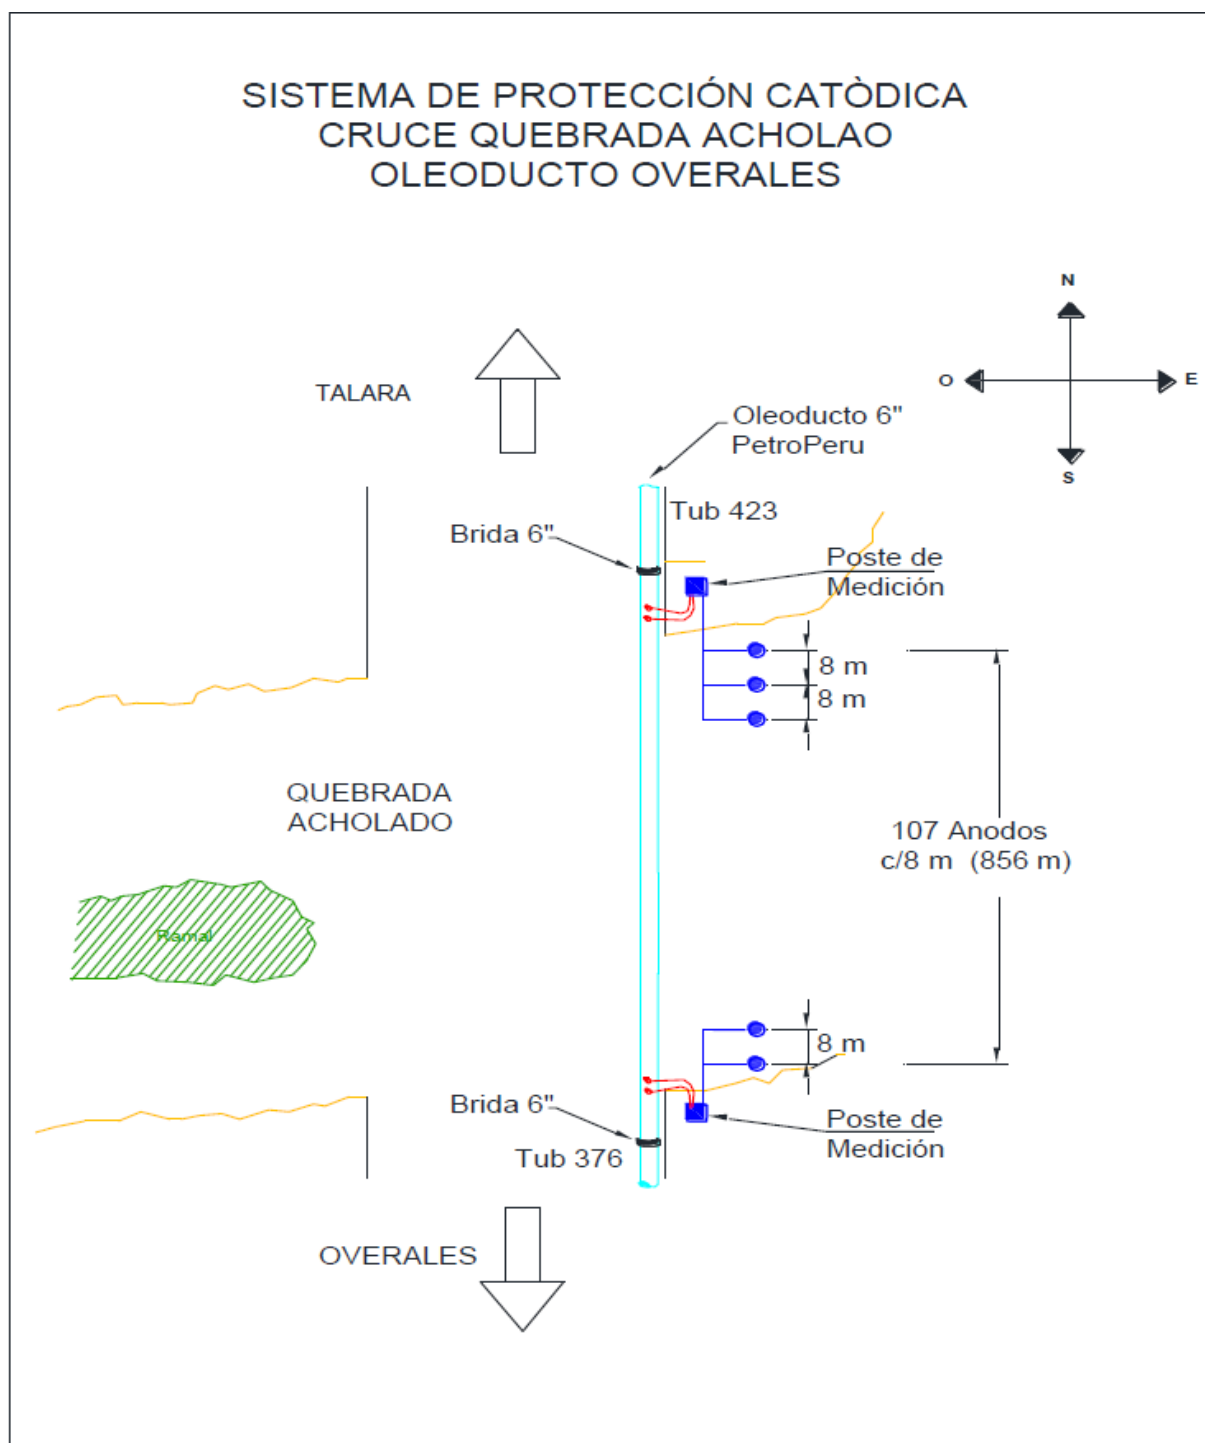 SISTEMA DE PROTECCIÓN CATÒDICA
CRUCE QUEBRADA ACHOLAO
OLEODUCTO OVERALES
N
O
E
S
TALARA
Oleoducto 6"
PetroPeru
Tub 423
Brida 6"
Poste de
Medición
8 m
8 m
QUEBRADA
ACHOLADO
107 Anodos
c/8 m (856 m)
Ramal
8 m
Brida 6"
Poste de
Medición
Tub 376
OVERALES